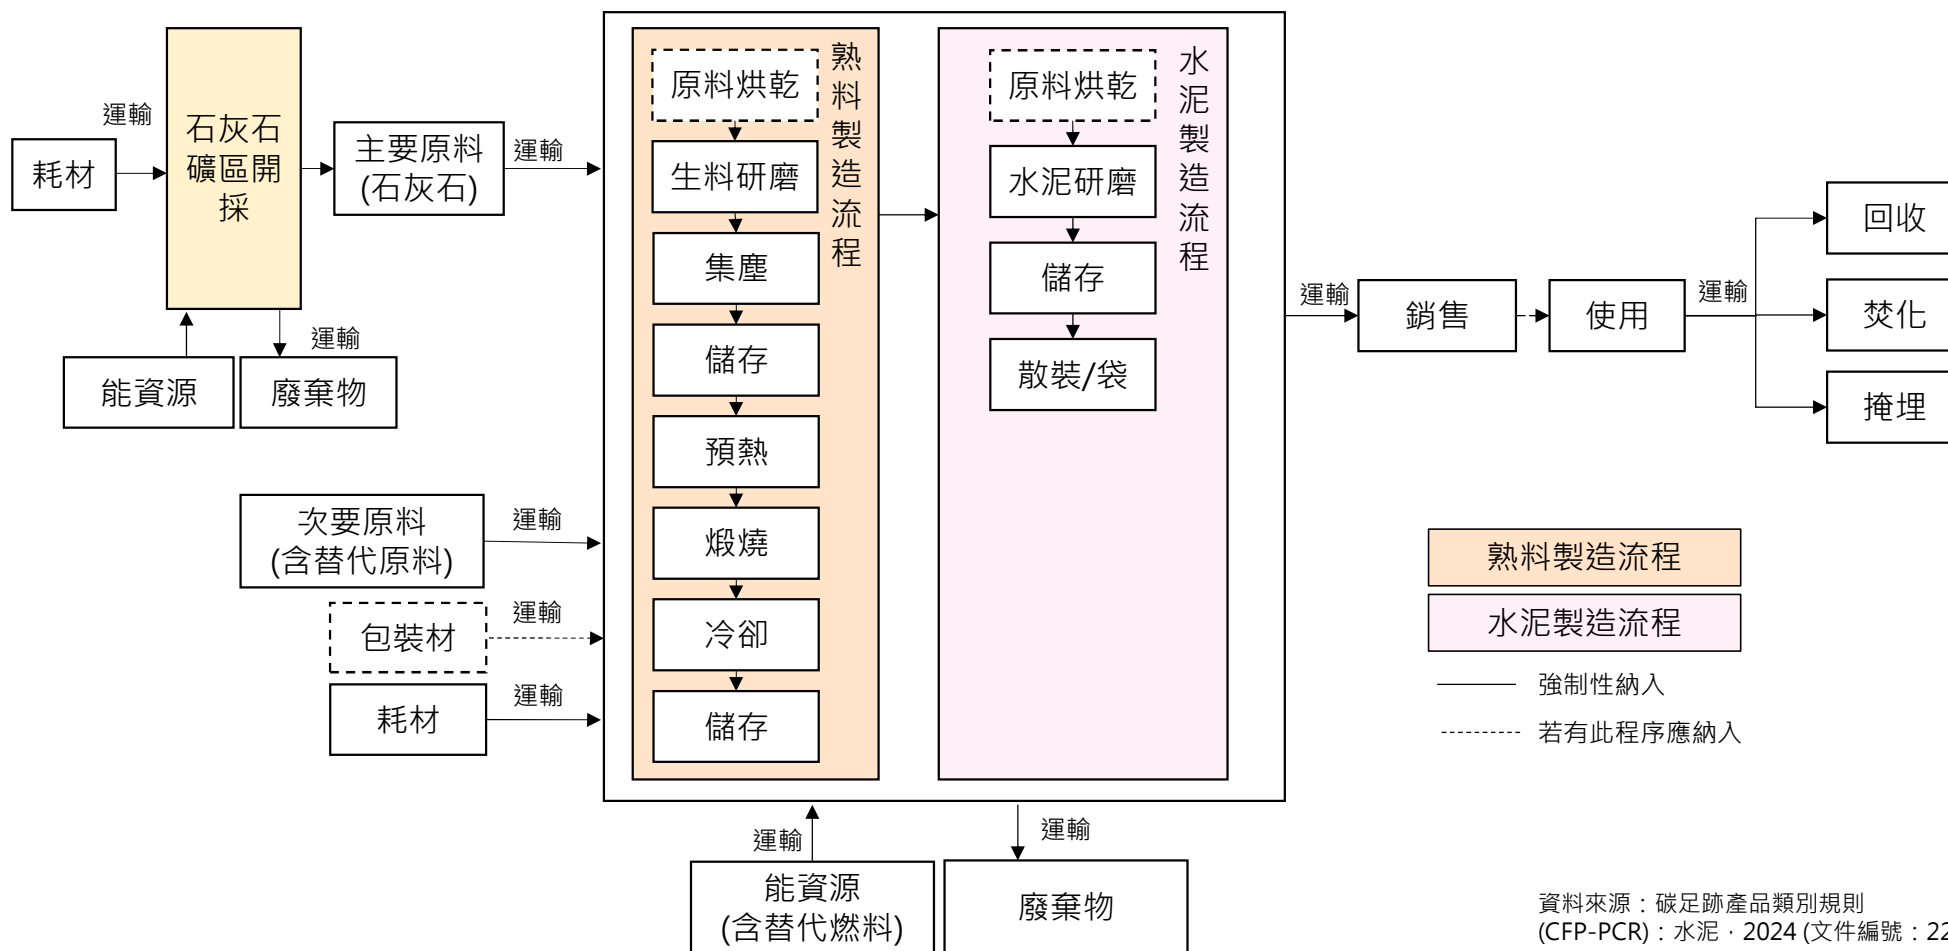 運輸
耗材
石灰石
礦區開
採
主要原料
(石灰石)
運輸
能資源
廢棄物
運輸
次要原料
(含替代原料)
運輸
包裝材
運輸
耗材
運輸
熟料製造流程
原料烘乾
生料研磨
集塵
儲存
預熱
煅燒
冷卻
儲存
水泥製造流程
原料烘乾
水泥研磨
儲存
散裝/袋
運輸
能資源
(含替代燃料)
運輸
廢棄物
運輸
銷售
使用
運輸
回收
焚化
掩埋
熟料製造流程
水泥製造流程
強制性納入
若有此程序應納入
資料來源：碳足跡產品類別規則
(CFP-PCR)：水泥，2024 (文件編號：22